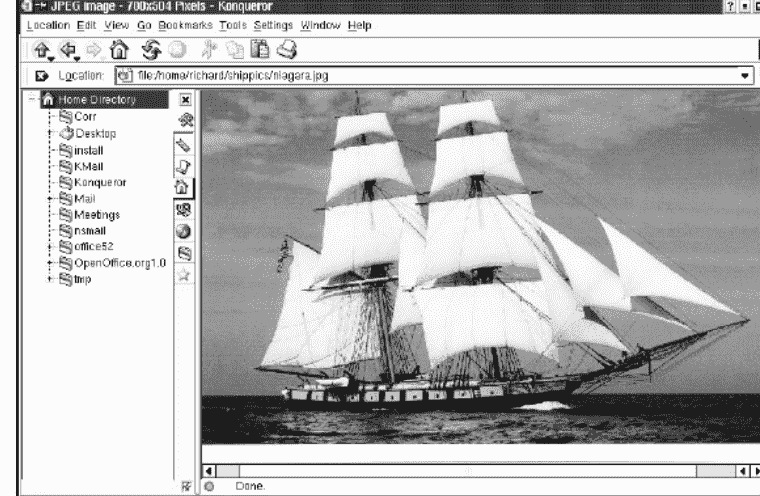 JPEG Image - 700x504 Pixels - Konqueror
Location Edit View Go Bookmarks Tools Settings Window Help
Location: file:/home/richard/shippics/niagara.jpg
Home Directory
Corr
Desktop
install
KMail
Konqueror
Mail
Meetings
nsmail
office52
OpenOffice.org1.0
tmp
Done.